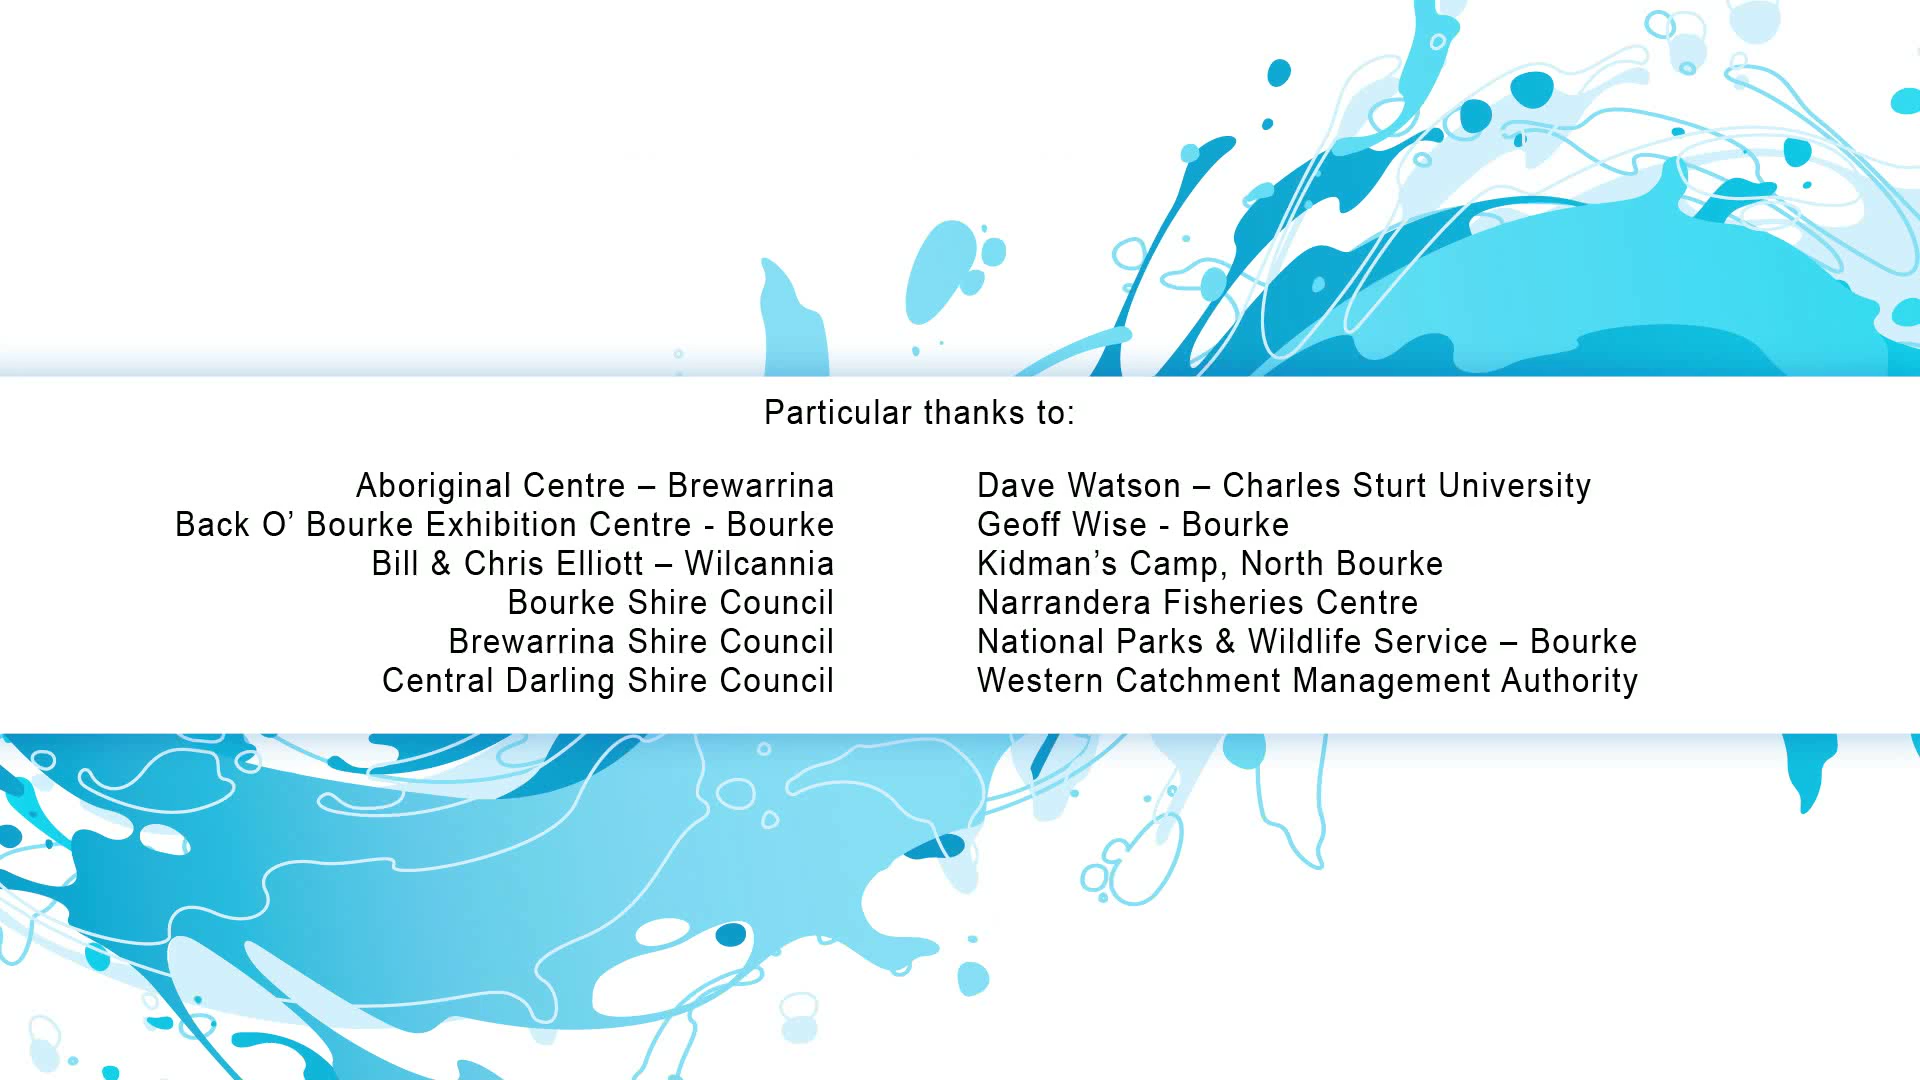 Particular thanks to:
Aboriginal Centre – Brewarrina
Back O’ Bourke Exhibition Centre - Bourke
Bill & Chris Elliott – Wilcannia
Bourke Shire Council
Brewarrina Shire Council
Central Darling Shire Council
Dave Watson – Charles Sturt University
Geoff Wise - Bourke
Kidman’s Camp, North Bourke
Narrandera Fisheries Centre
National Parks & Wildlife Service – Bourke
Western Catchment Management Authority